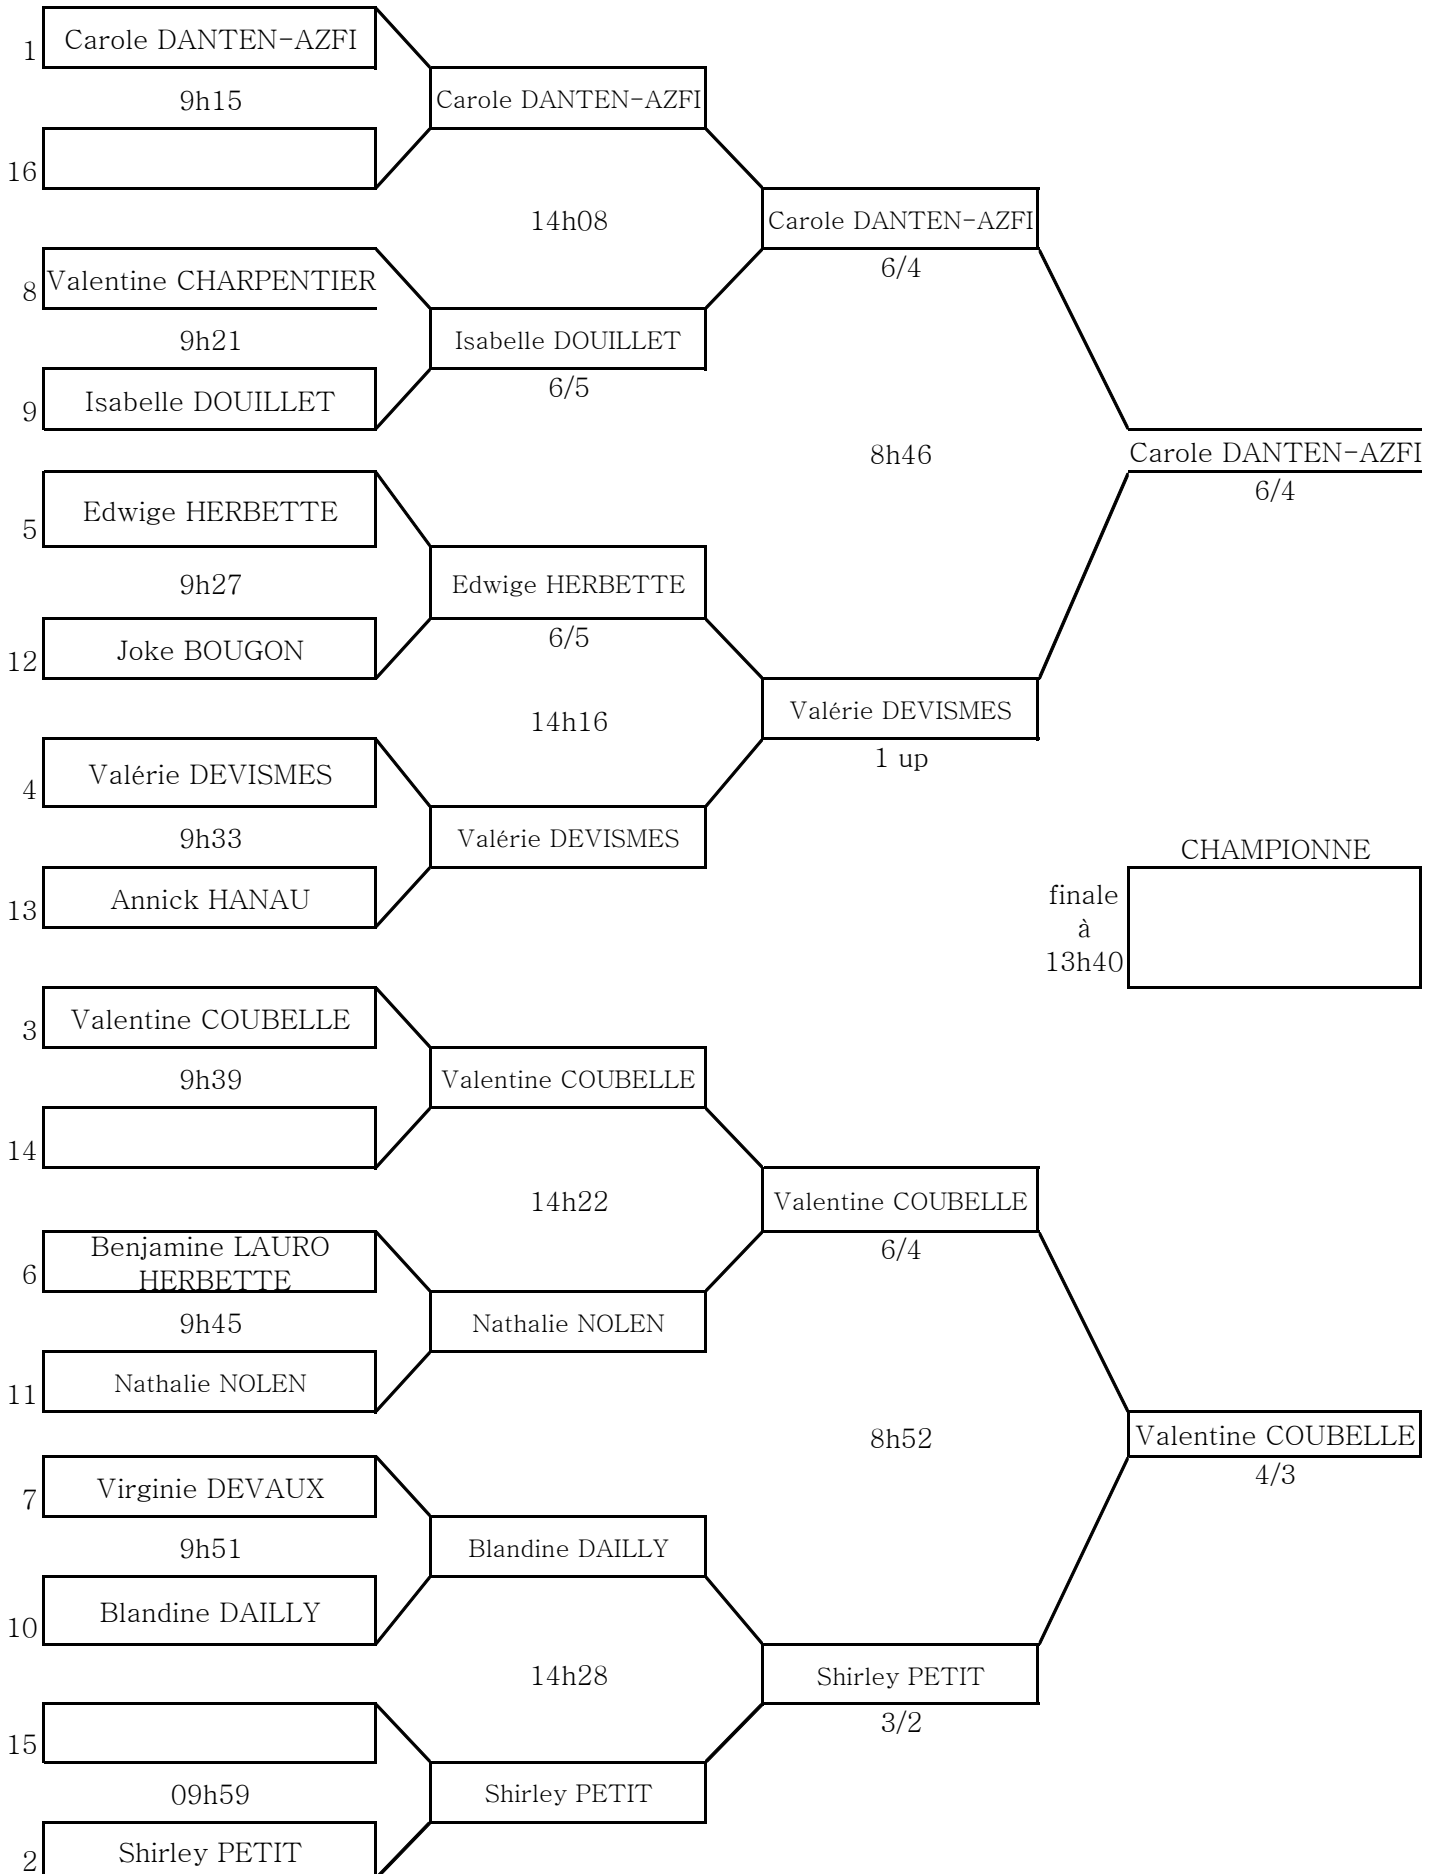 1 Carole DANTEN-AZFI
9h15
Carole DANTEN-AZFI
16
14h08
Carole DANTEN-AZFI
6/4
8 Valentine CHARPENTIER
9h21
Isabelle DOUILLET
6/5
9 Isabelle DOUILLET
8h46
Carole DANTEN-AZFI
6/4
5 Edwige HERBETTE
9h27
Edwige HERBETTE
6/5
12 Joke BOUGON
14h16
Valérie DEVISMES
1 up
4 Valérie DEVISMES
9h33
Valérie DEVISMES
13 Annick HANAU
CHAMPIONNE
finale
à
13h40
3 Valentine COUBELLE
9h39
Valentine COUBELLE
14
14h22
Valentine COUBELLE
6/4
6 Benjamine LAURO
HERBETTE
9h45
Nathalie NOLEN
11 Nathalie NOLEN
8h52
Valentine COUBELLE
4/3
7 Virginie DEVAUX
9h51
Blandine DAILLY
10 Blandine DAILLY
14h28
Shirley PETIT
3/2
15
09h59
Shirley PETIT
2 Shirley PETIT